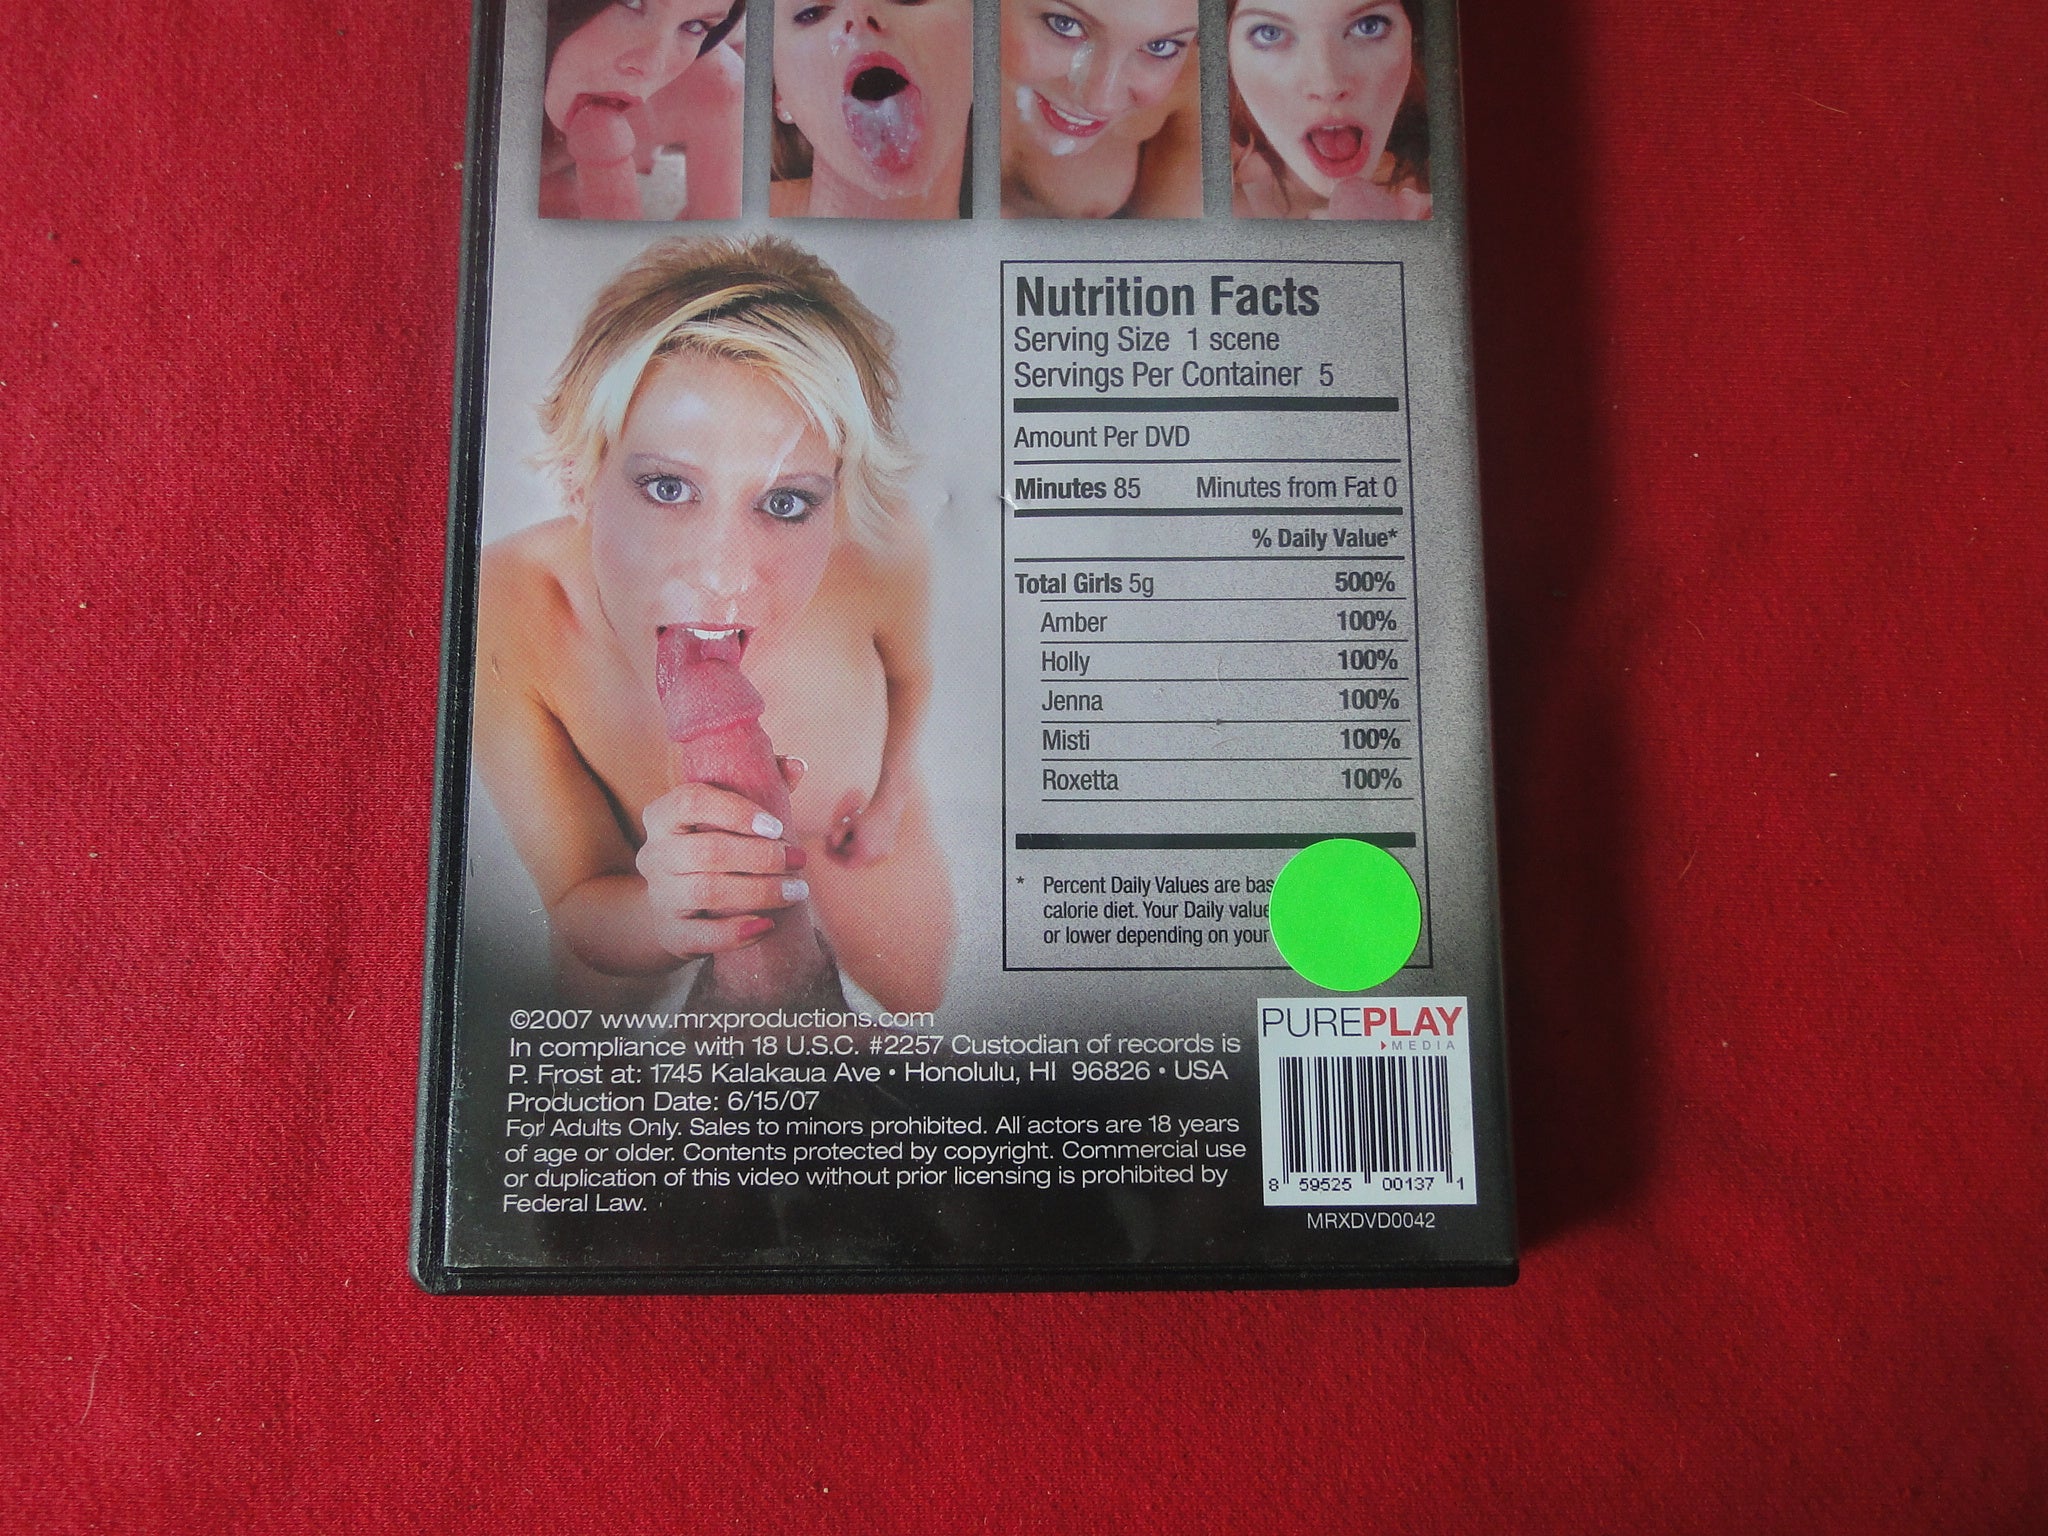 Nutrition Facts
Serving Size 1 scene
Servings Per Container 5
Amount Per DVD
Minutes 85 Minutes from Fat 0
% Daily Value*
Total Girls 5g 500%
Amber 100%
Holly 100%
Jenna 100%
Misti 100%
Roxetta 100%
* Percent Daily Values are
calorie diet. Your Daily
or lower depending on your
©2007 www.mrxproductions.com
In compliance with 18 U.S.C. #2257 Custodian of records is
P. Frost at: 1745 Kalakaua Ave • Honolulu, HI 96826 • USA
Production Date: 6/15/07
For Adults Only. Sales to minors prohibited. All actors are 18 years
of age or older. Contents protected by copyright. Commercial use
or duplication of this video without prior licensing is prohibited by
Federal Law.
PUREPLAY
MEDIA
8 59525 00137 1
MRXDVD0042